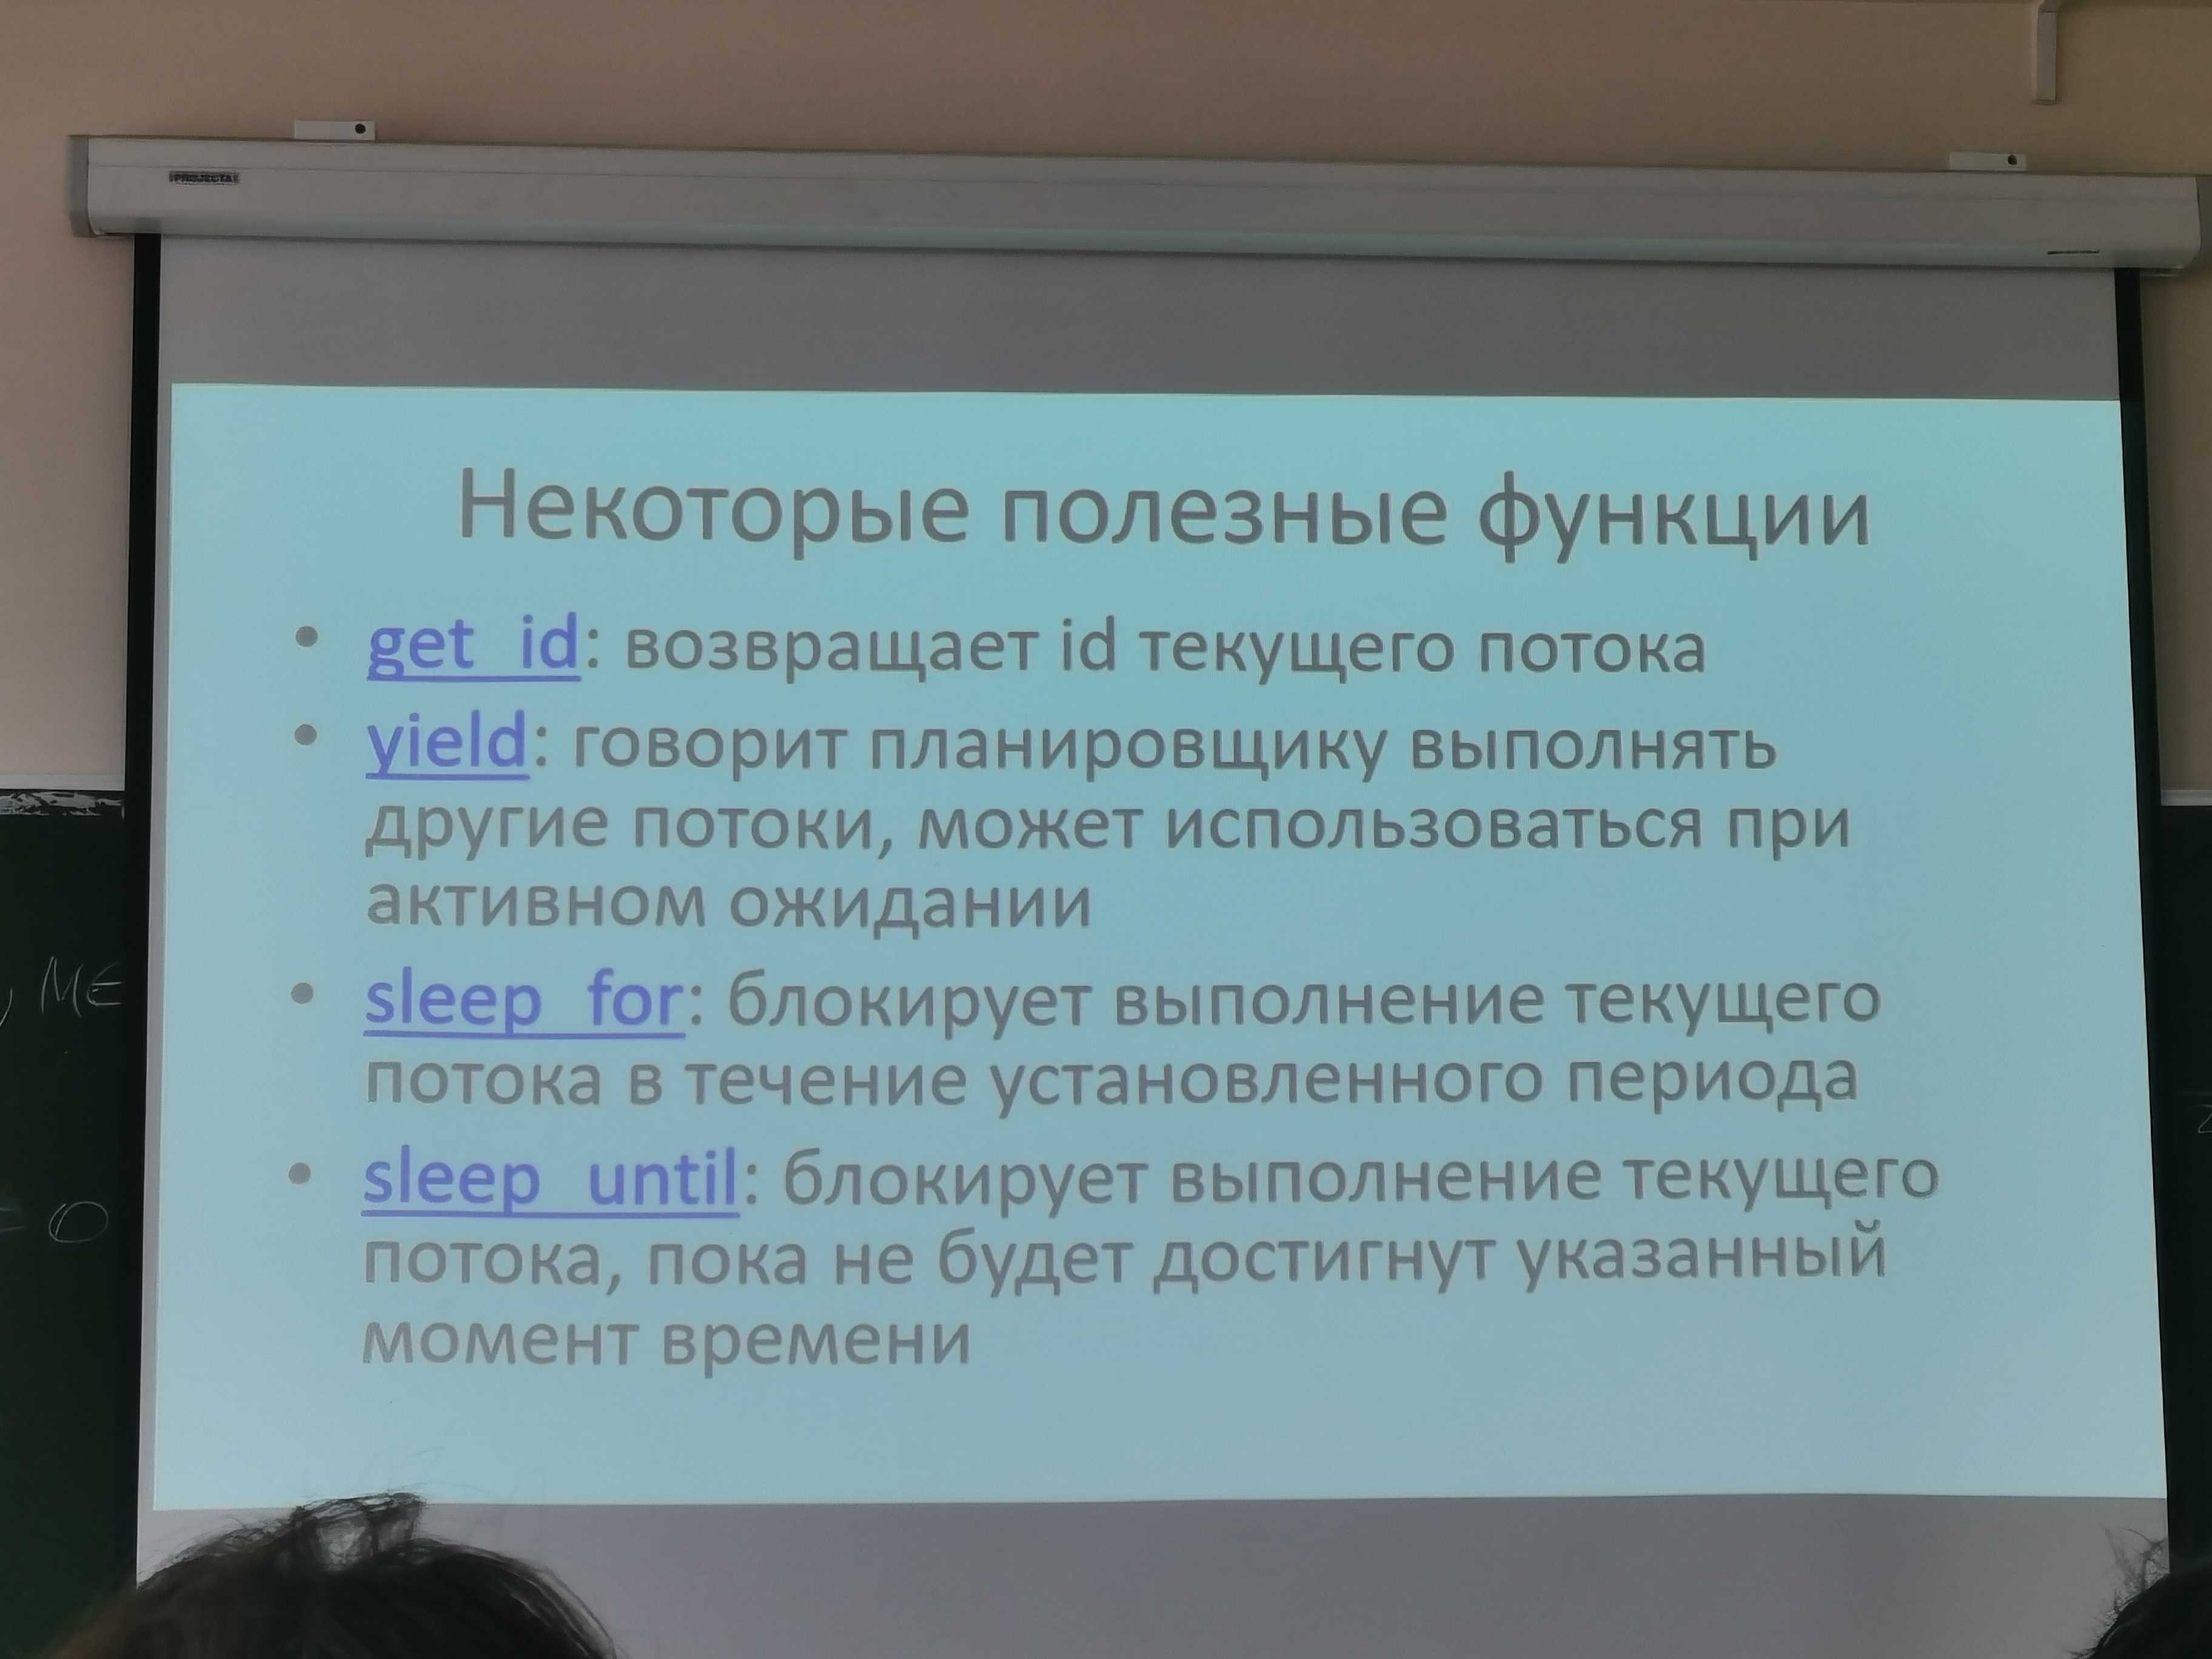 PROJECTA
Некоторые полезные функции
• get_id: возвращает id текущего потока
• yield: говорит планировщику выполнять
другие потоки, может использоваться при
активном ожидании
• sleep_for: блокирует выполнение текущего
потока в течение установленного периода
• sleep_until: блокирует выполнение текущего
потока, пока не будет достигнут указанный
момент времени
, МЕ
= 0